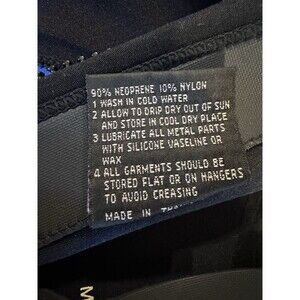 90% NEOPRENE 10% NYLON
1 WASH IN COLD WATER
2 ALLOW TO DRIP DRY OUT OF SUN
AND STORE IN COOL DRY PLACE
3 LUBRICATE ALL METAL PARTS
WITH SILICONE VASELINE OR
WAX
4 ALL GARMENTS SHOULD BE
STORED FLAT OR ON HANGERS
TO AVOID CREASING
MADE IN
M